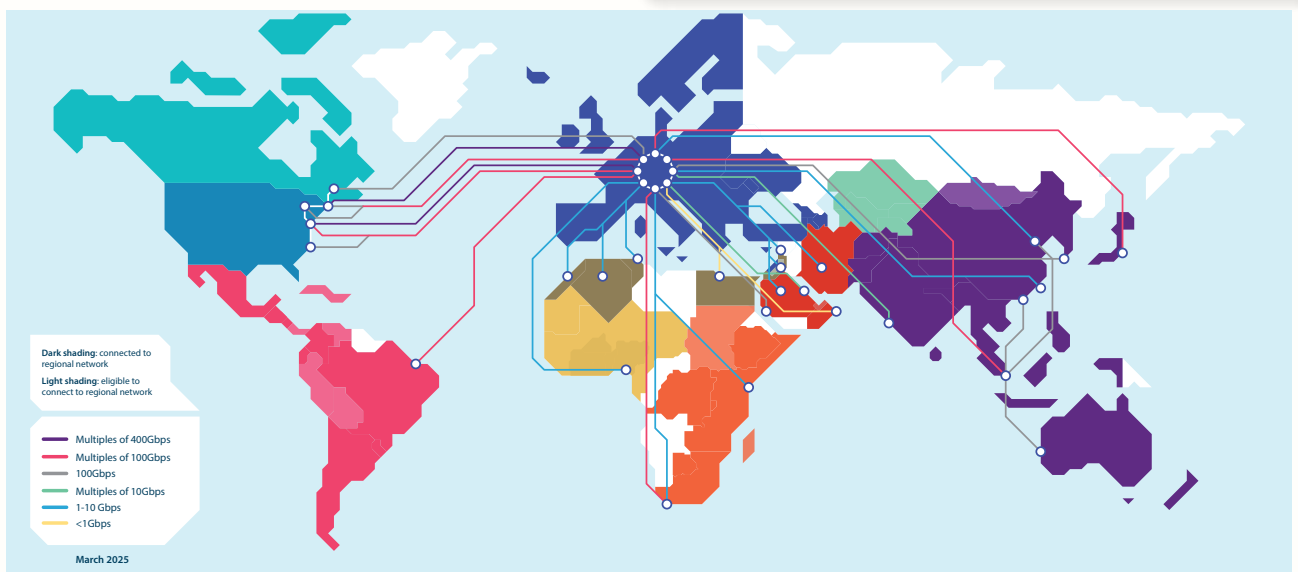 Dark shading: connected to
regional network
Light shading: eligible to
connect to regional network
Multiples of 400Gbps
Multiples of 100Gbps
100Gbps
Multiples of 10Gbps
1-10 Gbps
<1Gbps
March 2025